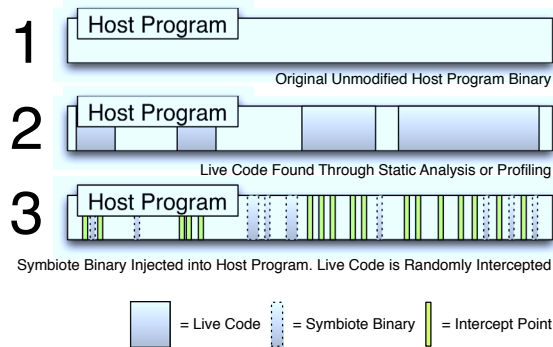 1
Host Program
Original Unmodified Host Program Binary
2
Host Program
Live Code Found Through Static Analysis or Profiling
3
Host Program
Symbiote Binary Injected into Host Program. Live Code is Randomly Intercepted
= Live Code
= Symbiote Binary
= Intercept Point